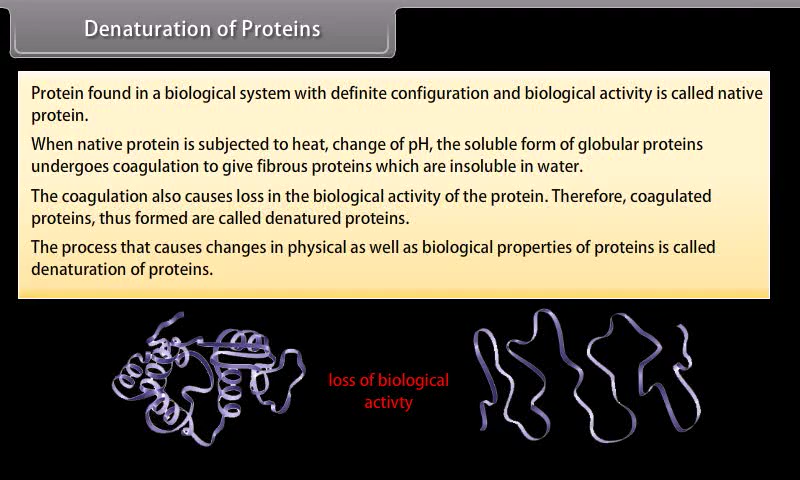 Denaturation of Proteins
Protein found in a biological system with definite configuration and biological activity is called native
protein.
When native protein is subjected to heat, change of pH, the soluble form of globular proteins
undergoes coagulation to give fibrous proteins which are insoluble in water.
The coagulation also causes loss in the biological activity of the protein. Therefore, coagulated
proteins, thus formed are called denatured proteins.
The process that causes changes in physical as well as biological properties of proteins is called
denaturation of proteins.
loss of biological
activty